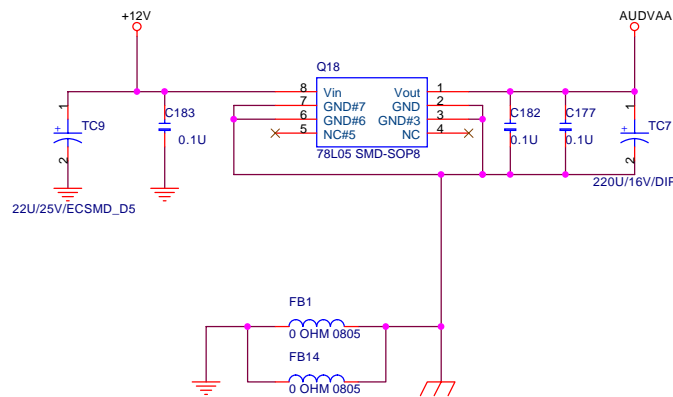 +12V
AUDVAA
Q18
8 Vin Vout 1
7 GND#7 GND 2
6 GND#6 GND#3 3
5 NC#5 NC 4
78L05 SMD-SOP8
1
TC9
2
22U/25V/ECSMD_D5
C183
0.1U
C182
0.1U
C177
0.1U
1
TC7
2
220U/16V/DIP
FB1
0 OHM 0805
FB14
0 OHM 0805